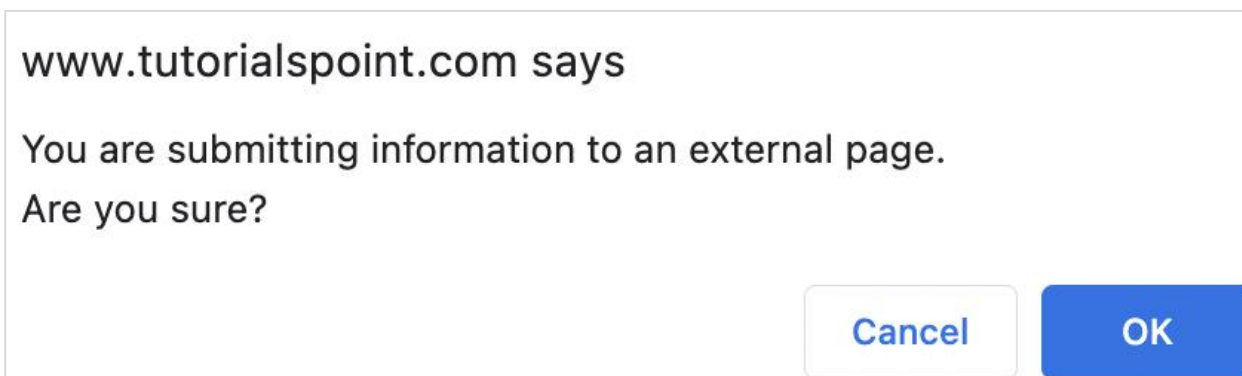 www.tutorialspoint.com says
You are submitting information to an external page.
Are you sure?
Cancel OK